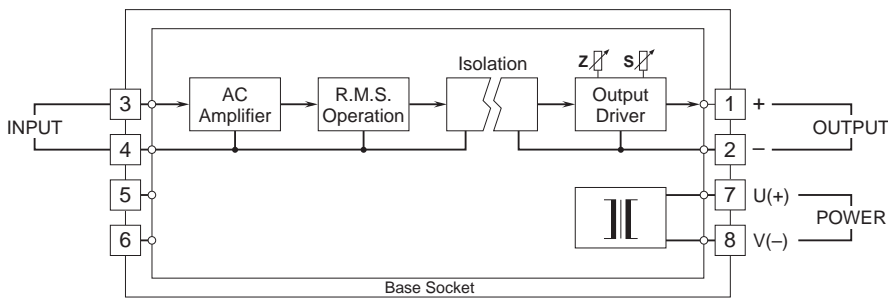 Isolation
Z
S
3
AC
Amplifier
R.M.S.
Operation
Output
Driver
1
+
INPUT
OUTPUT
4
2
–
5
7
U(+)
POWER
6
8
V(–)
Base Socket